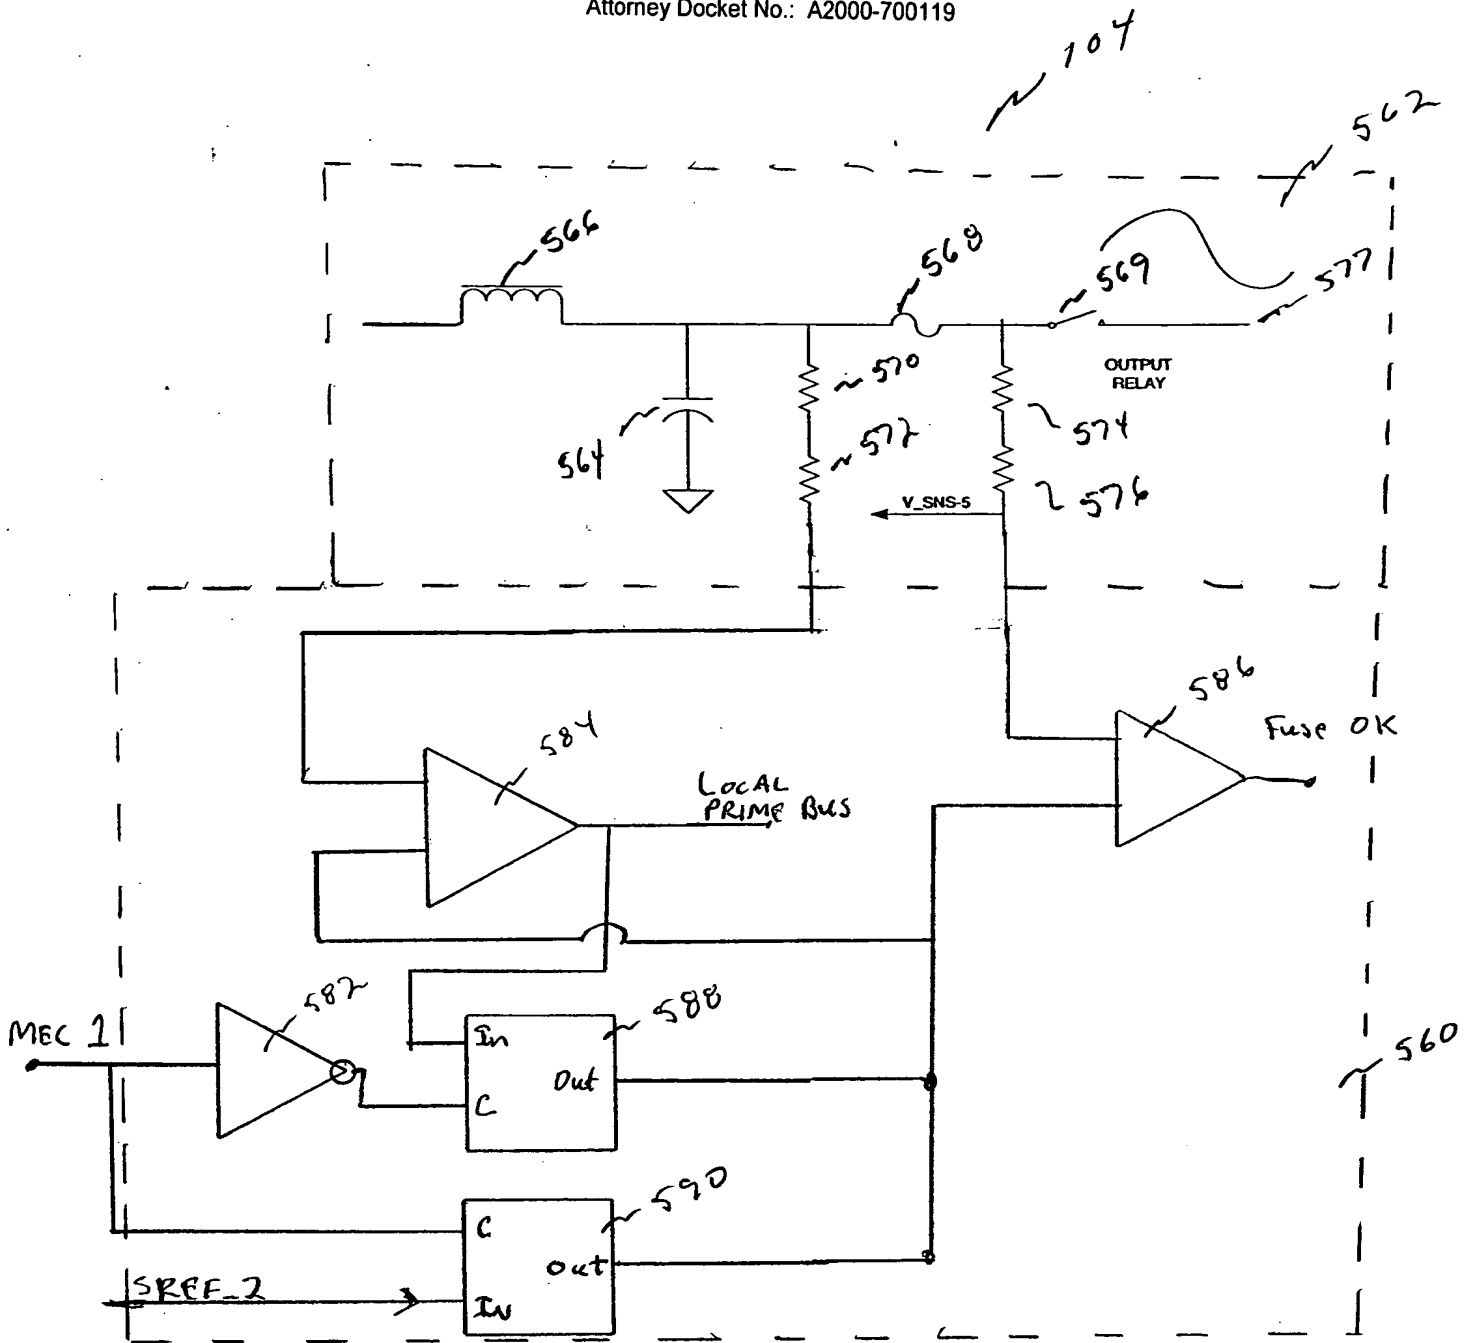 Attorney Docket No.: A2000-700119
104
562
566
568
569
577
570
OUTPUT
RELAY
564
572
574
576
V_SNS-5
586
Fuse OK
584
LOCAL
PRIME BUS
582
588
MEC 1
In
Out
C
560
590
C
Out
SREF_2
IN